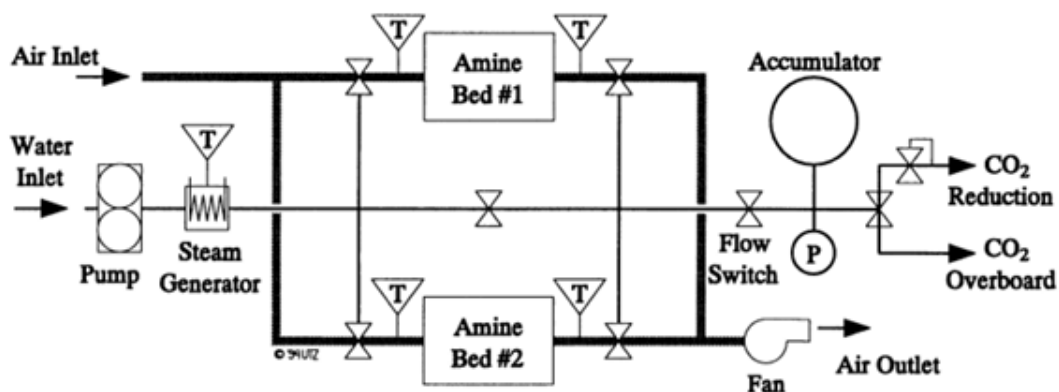 Air Inlet
T
Amine
Bed #1
T
Accumulator
Water
Inlet
T
Pump
Steam
Generator
Flow
Switch
P
CO₂
Reduction
CO₂
Overboard
T
Amine
Bed #2
T
© '94UTZ
Fan
Air Outlet